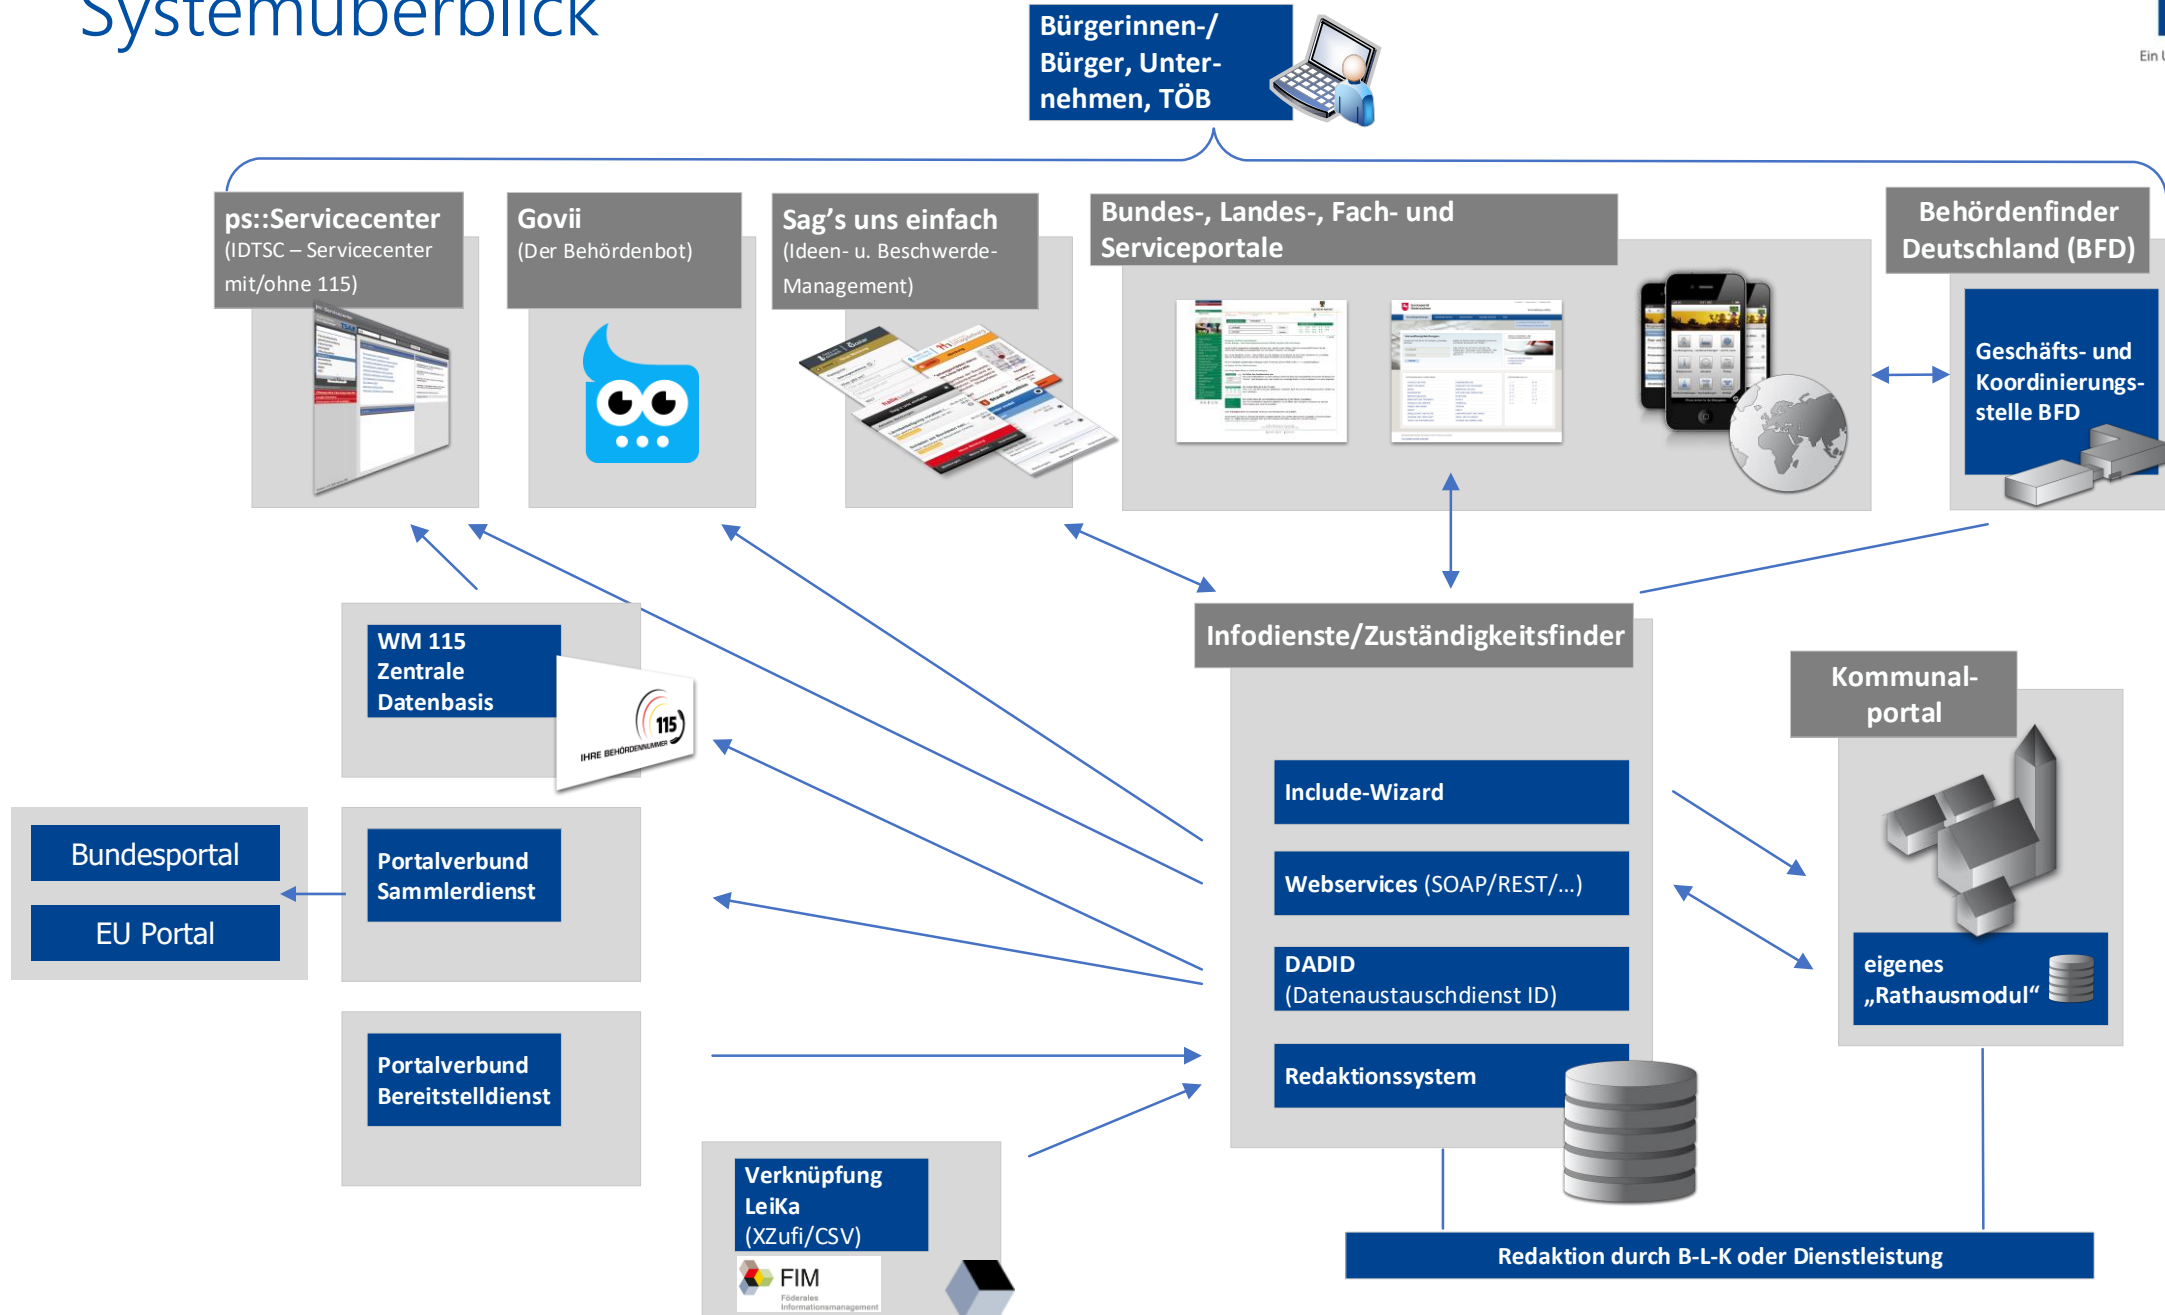 Systemüberblick
Ein U
Bürgerinnen-/
Bürger, Unter-
nehmen, TÖB
ps::Servicecenter
(IDTSC – Servicecenter
mit/ohne 115)
Govii
(Der Behördenbot)
Sag's uns einfach
(Ideen- u. Beschwerde-
Management)
Bundes-, Landes-, Fach- und
Serviceportale
Behördenfinder
Deutschland (BFD)
Geschäfts- und
Koordinierungs-
stelle BFD
WM 115
Zentrale
Datenbasis
115
IHRE BEHÖRDENNUMMER
Infodienste/Zuständigkeitsfinder
Kommunal-
portal
Include-Wizard
Bundesportal
EU Portal
Portalverbund
Sammlerdienst
Webservices (SOAP/REST/…)
DADID
(Datenaustauschdienst ID)
eigenes
„Rathausmodul“
Portalverbund
Bereitstelldienst
Redaktionssystem
Verknüpfung
LeiKa
(XZufi/CSV)
FIM
Föderales
Informationsmanagement
Redaktion durch B-L-K oder Dienstleistung